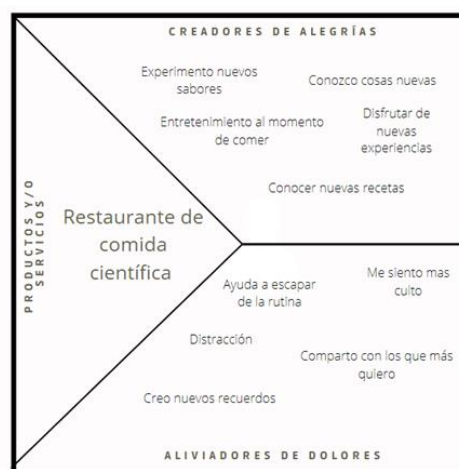 CREADORES DE ALEGRÍAS
Experimento nuevos
sabores
Conozco cosas nuevas
Entretenimiento al momento
de comer
Disfrutar de
nuevas
experiencias
Conocer nuevas recetas
PRODUCTOS Y/O
SERVICIOS
Restaurante de
comida
científica
Ayuda a escapar
de la rutina
Me siento mas
culto
Distracción
Comparto con los que más
quiero
Creo nuevos recuerdos
ALIVIADORES DE DOLORES